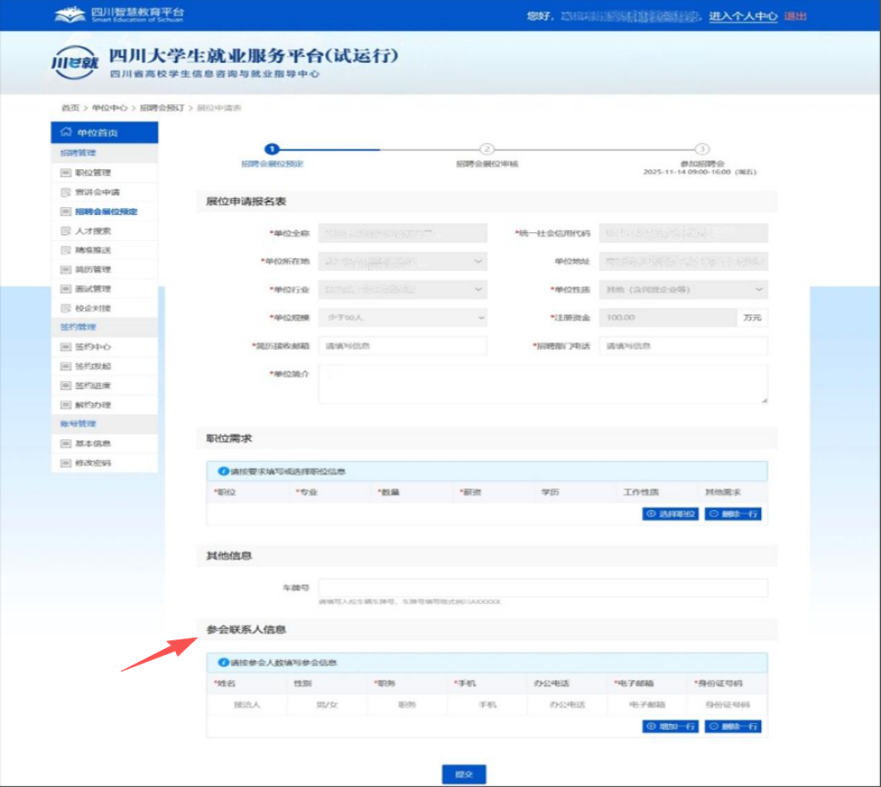 四川智慧教育平台
Smart Education of Sichuan
您好， 进入个人中心 退出
川e就 四川大学生就业服务平台(试运行)
四川省高校学生信息咨询与就业指导中心
首页 > 单位中心 > 招聘会预订 > 展位申请表
单位首页
招聘管理
职位管理
宣讲会申请
招聘会展位预定
人才搜索
精准推送
简历管理
面试管理
校企对接
签约管理
签约中心
签约发起
签约进度
解约办理
账号管理
基本信息
修改密码
1 2 3
招聘会展位预定 招聘会展位审核 参加招聘会
2025-11-14 09:00-16:00（周五）
展位申请报名表
*单位全称 *统一社会信用代码
*单位所在地 单位地址
*单位行业 *单位性质 其他（含民营企业等）
*单位规模 少于50人 *注册资金 100.00 万元
*简历接收邮箱 请填写信息 *招聘部门电话 请填写信息
*单位简介
职位需求
请按要求填写或选择职位信息
*职位 *专业 *数量 *薪资 学历 工作性质 其他需求
选择职位 删除一行
其他信息
车牌号
请填写入校车辆车牌号，车牌号填写格式例川AXXXXX
参会联系人信息
请按参会人数填写参会信息
*姓名 性别 *职务 *手机 办公电话 *电子邮箱 *身份证号码
接洽人 男/女 职务 手机 办公电话 电子邮箱 身份证号码
增加一行 删除一行
提交